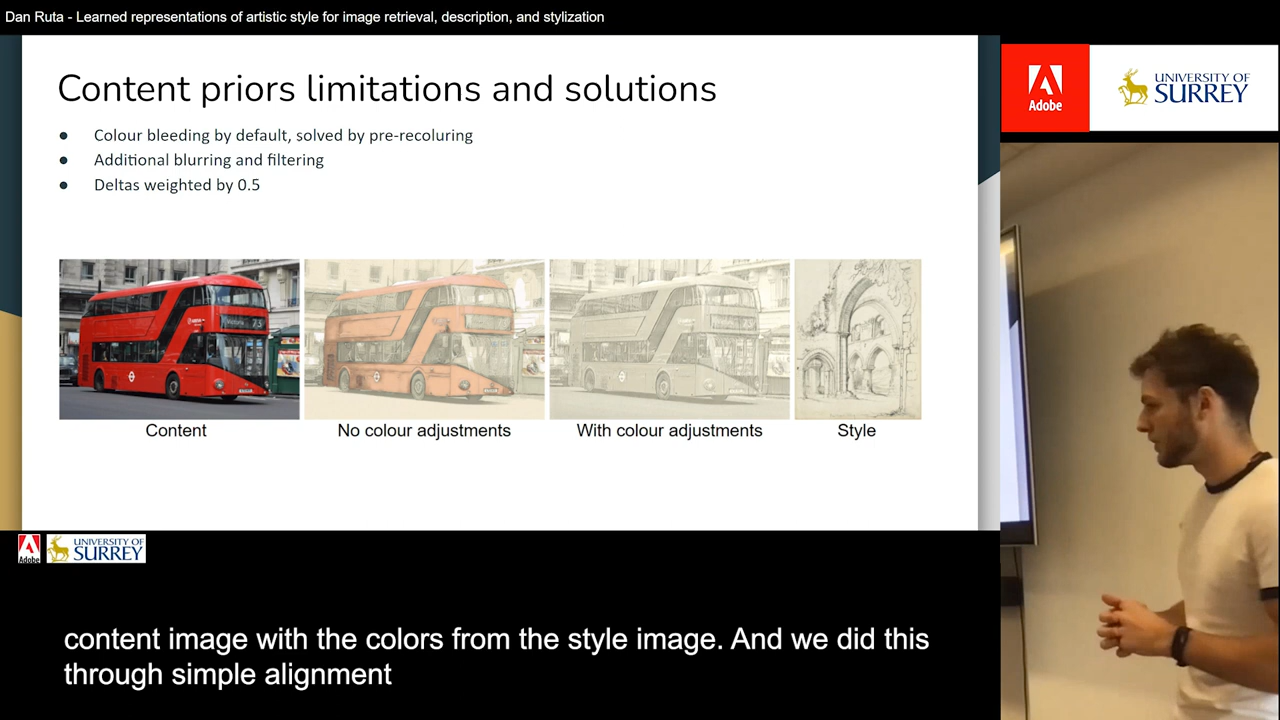 Dan Ruta - Learned representations of artistic style for image retrieval, description, and stylization
Content priors limitations and solutions
Colour bleeding by default, solved by pre-recoluring
Additional blurring and filtering
Deltas weighted by 0.5
Content
No colour adjustments
With colour adjustments
Style
Adobe
UNIVERSITY OF
SURREY
Adobe
UNIVERSITY OF
SURREY
content image with the colors from the style image. And we did this
through simple alignment